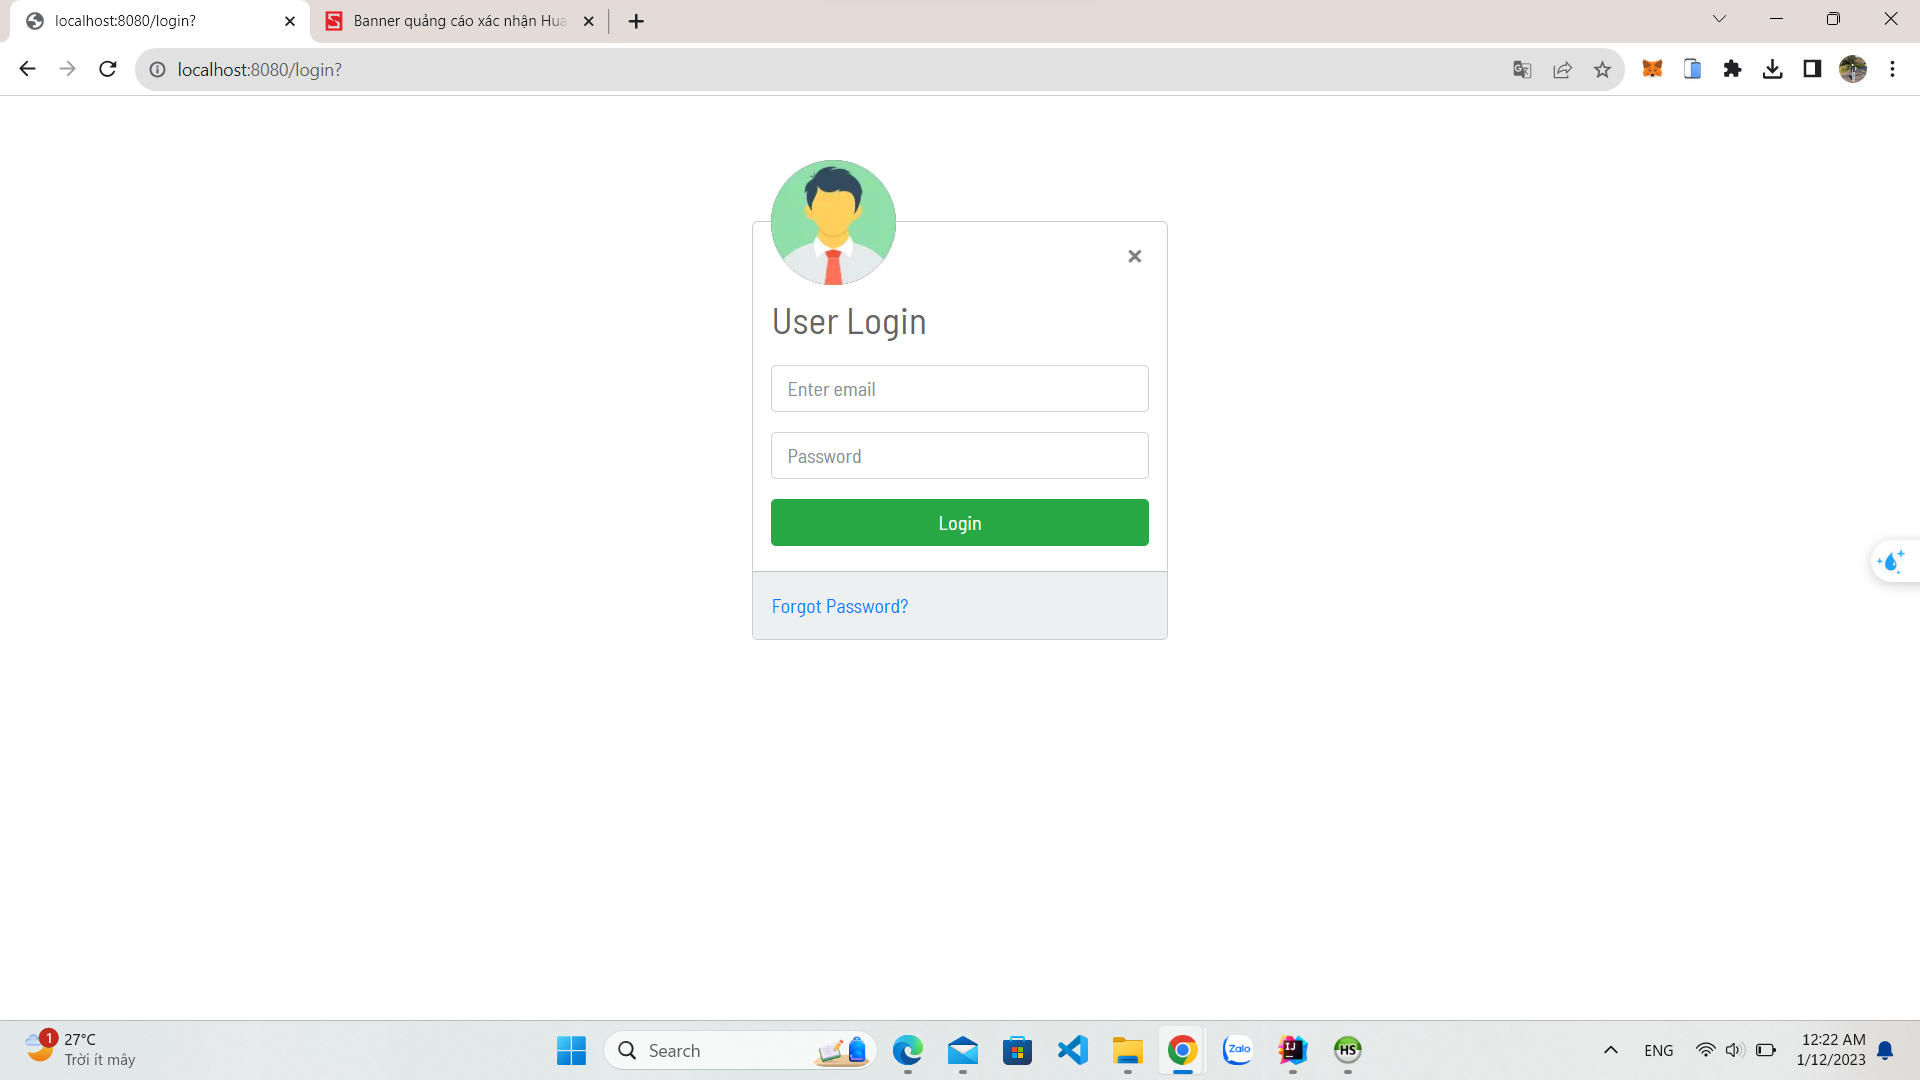 localhost:8080/login?
Banner quảng cáo xác nhận Hua
localhost:8080/login?
User Login
Enter email
Password
Login
Forgot Password?
1
27°C
Trời ít mây
Search
Zalo
IJ
HS
ENG
12:22 AM
1/12/2023